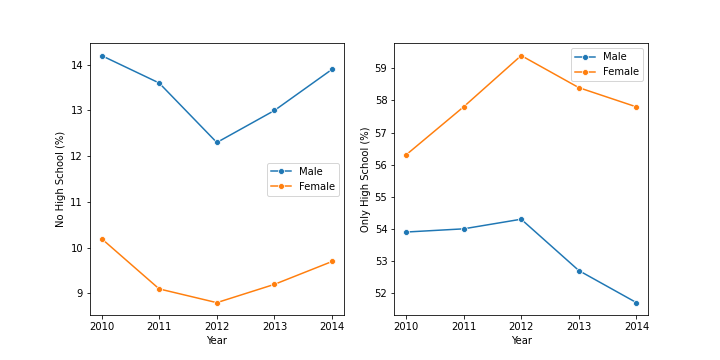 No High School (%)
14
13
12
11
10
9
2010 2011 2012 2013 2014
Year
Male
Female
Only High School (%)
59
58
57
56
55
54
53
52
2010 2011 2012 2013 2014
Year
Male
Female